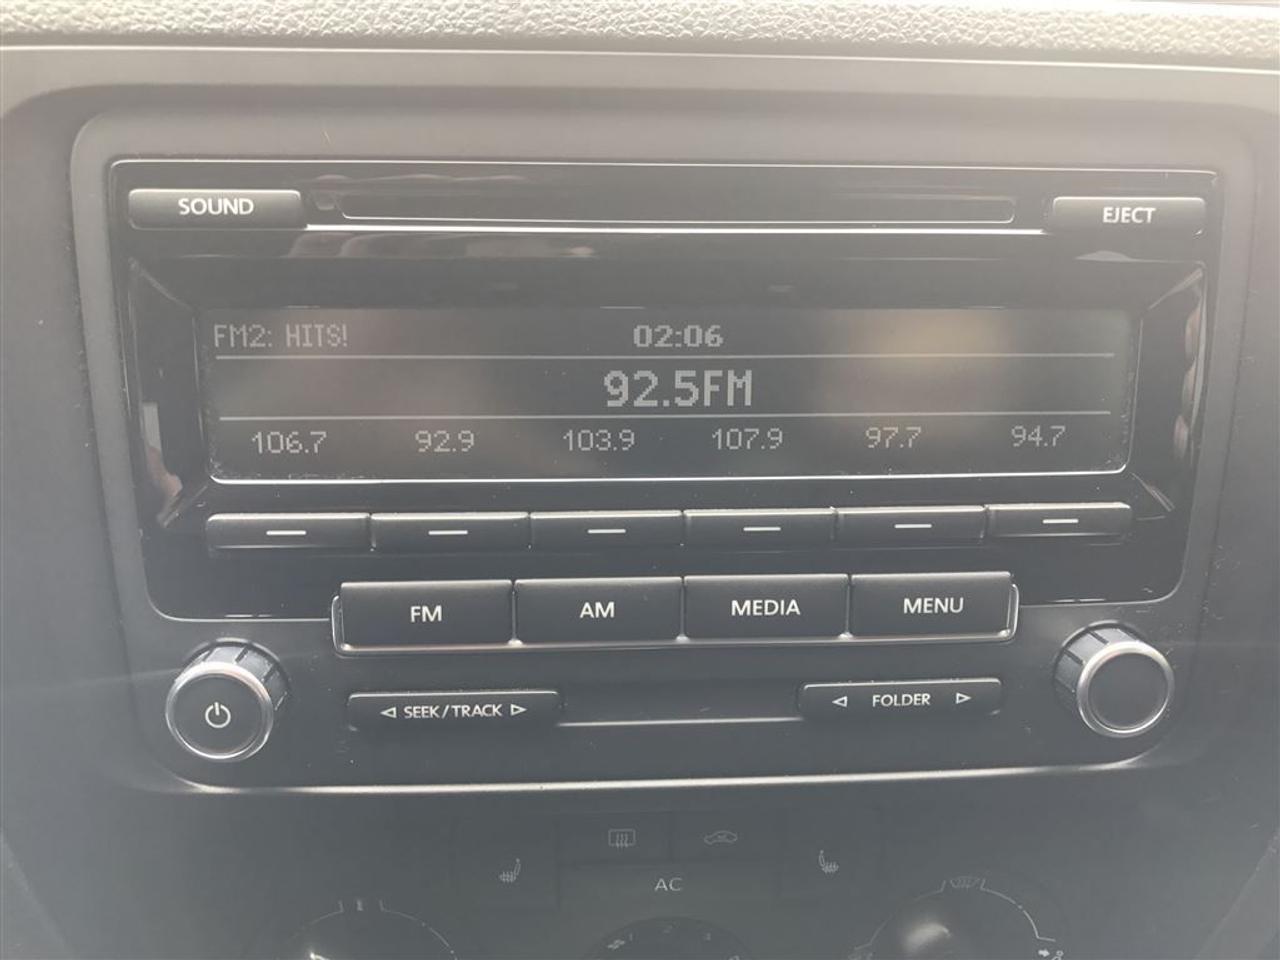 SOUND
EJECT
FM2: HITS!
02:06
92.5FM
106.7 92.9 103.9 107.9 97.7 94.7
FM AM MEDIA MENU
SEEK/TRACK
FOLDER
AC